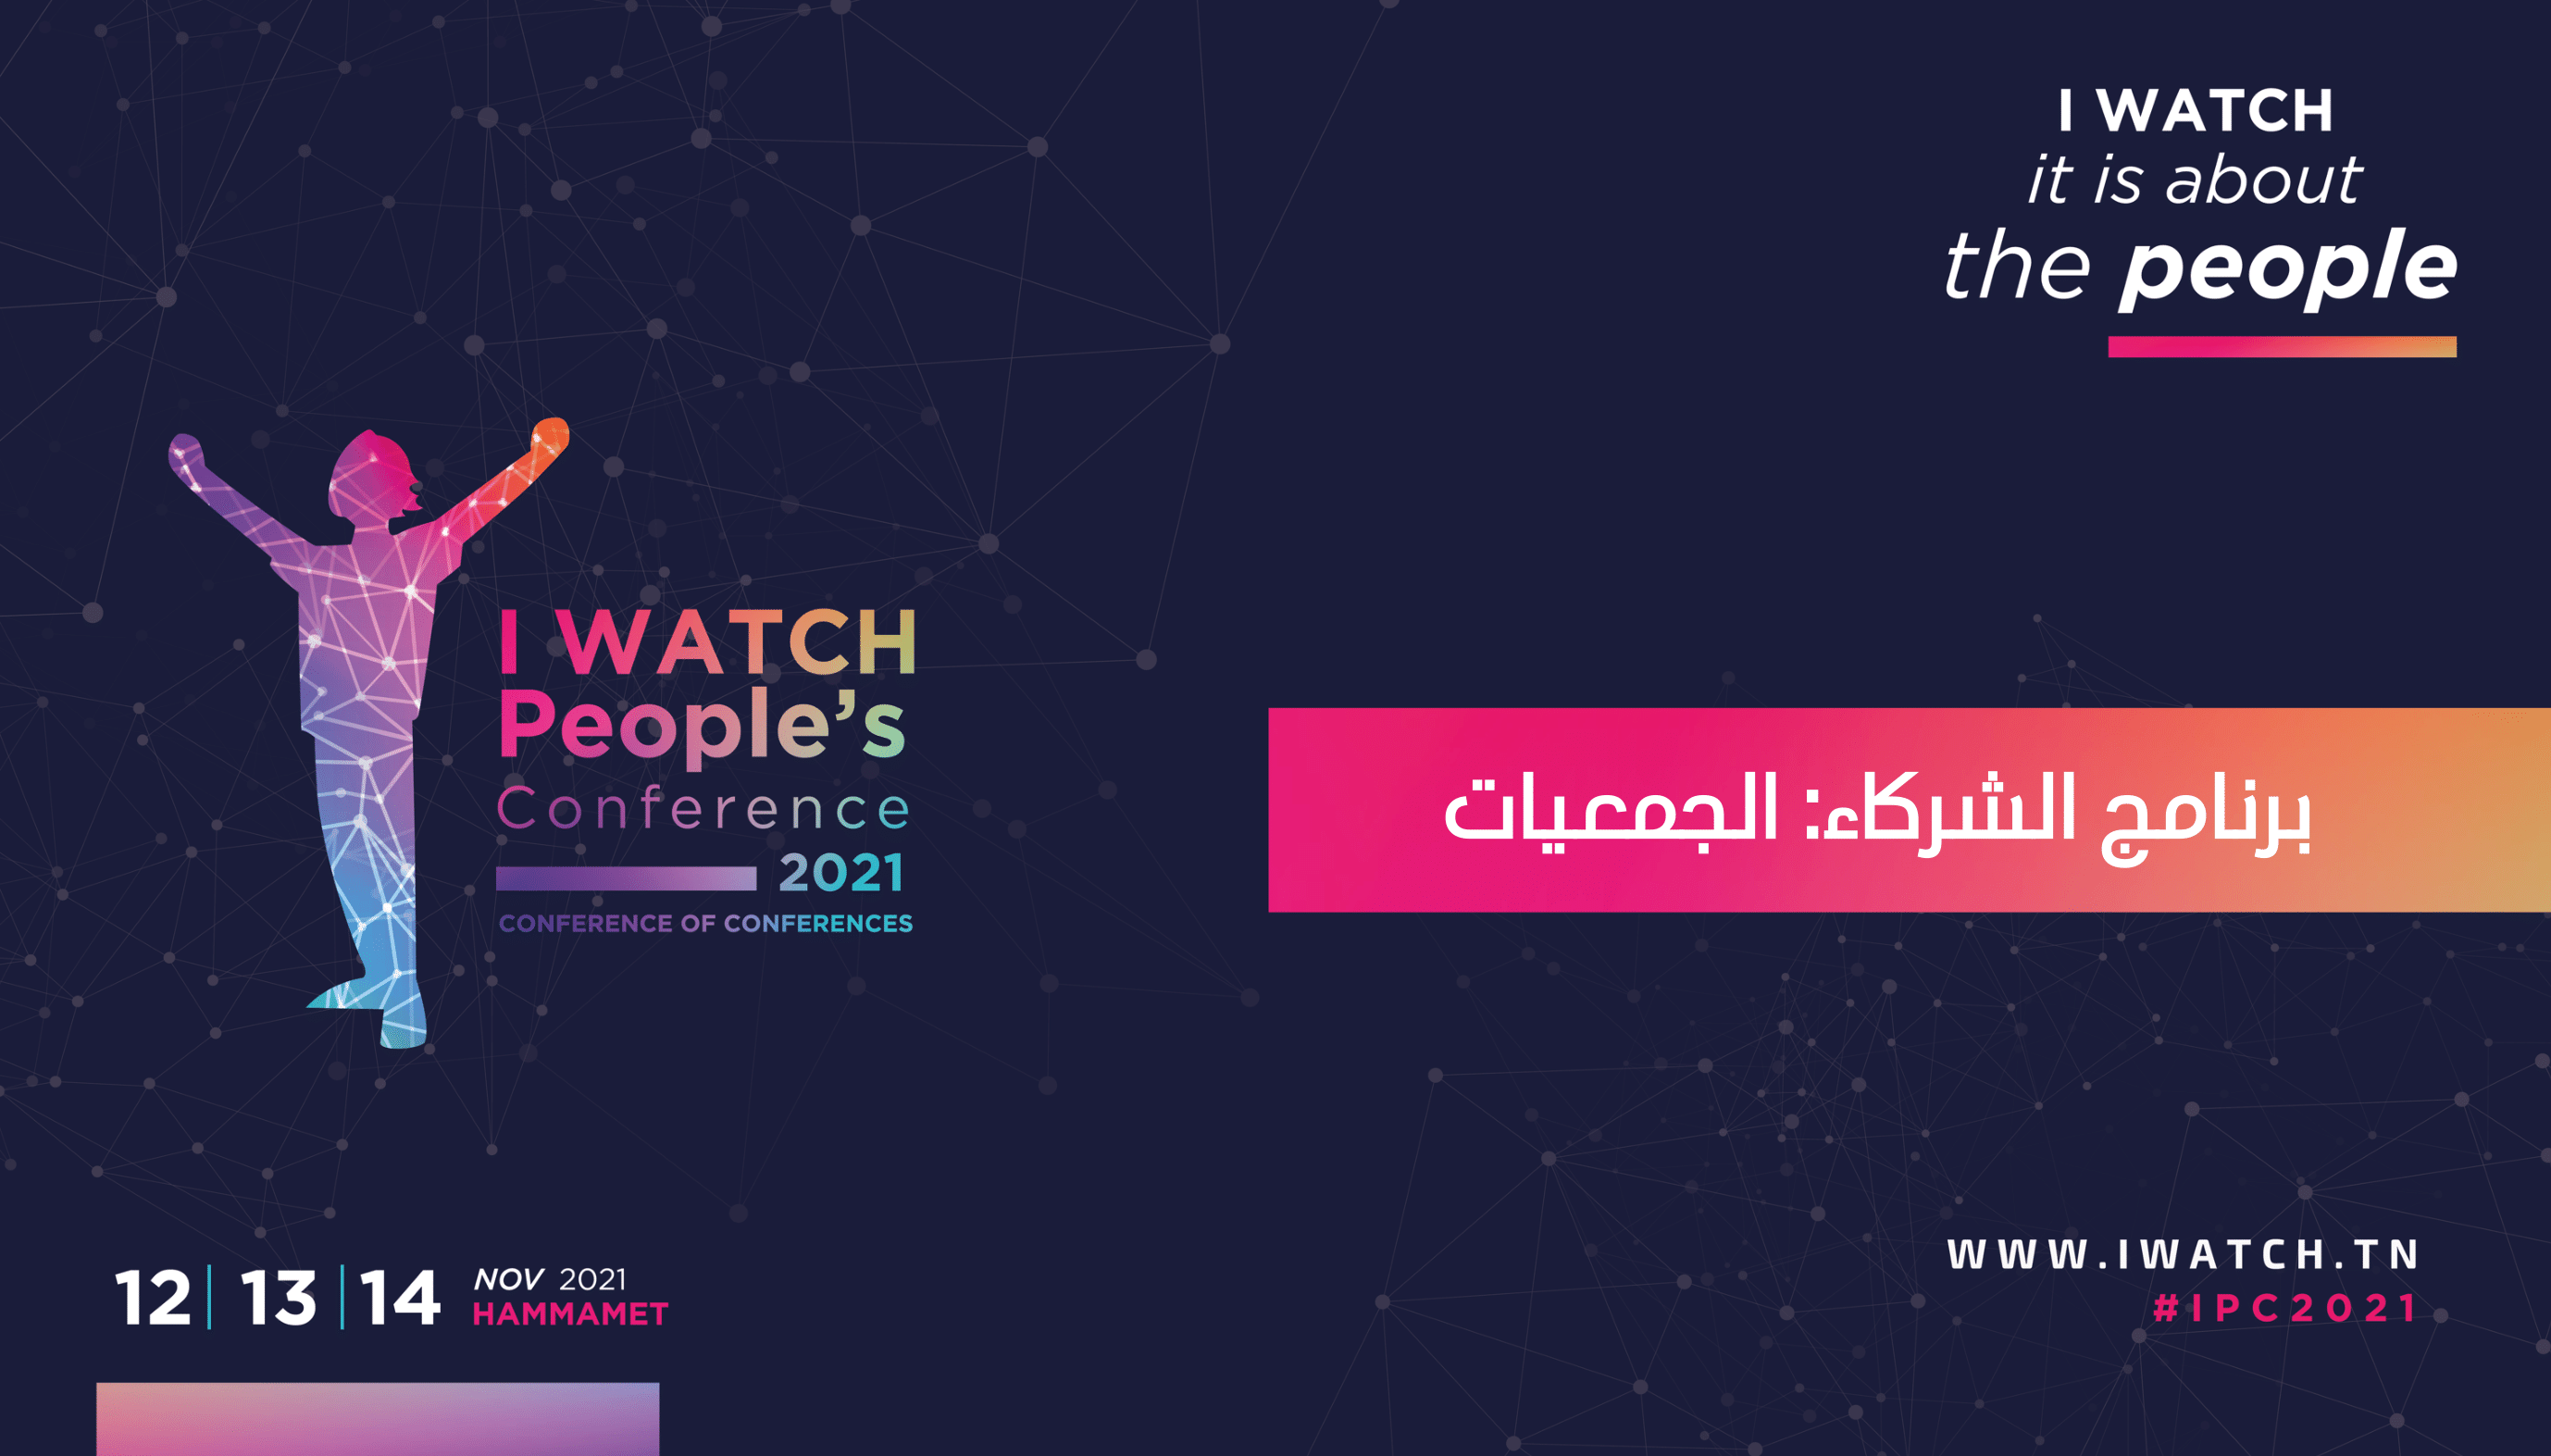 I WATCH
it is about
the people
I WATCH
People's
Conference
2021
CONFERENCE OF CONFERENCES
برنامج الشركاء: الجمعيات
12 | 13 | 14 NOV 2021
HAMMAMET
WWW.IWATCH.TN
#IPC2021